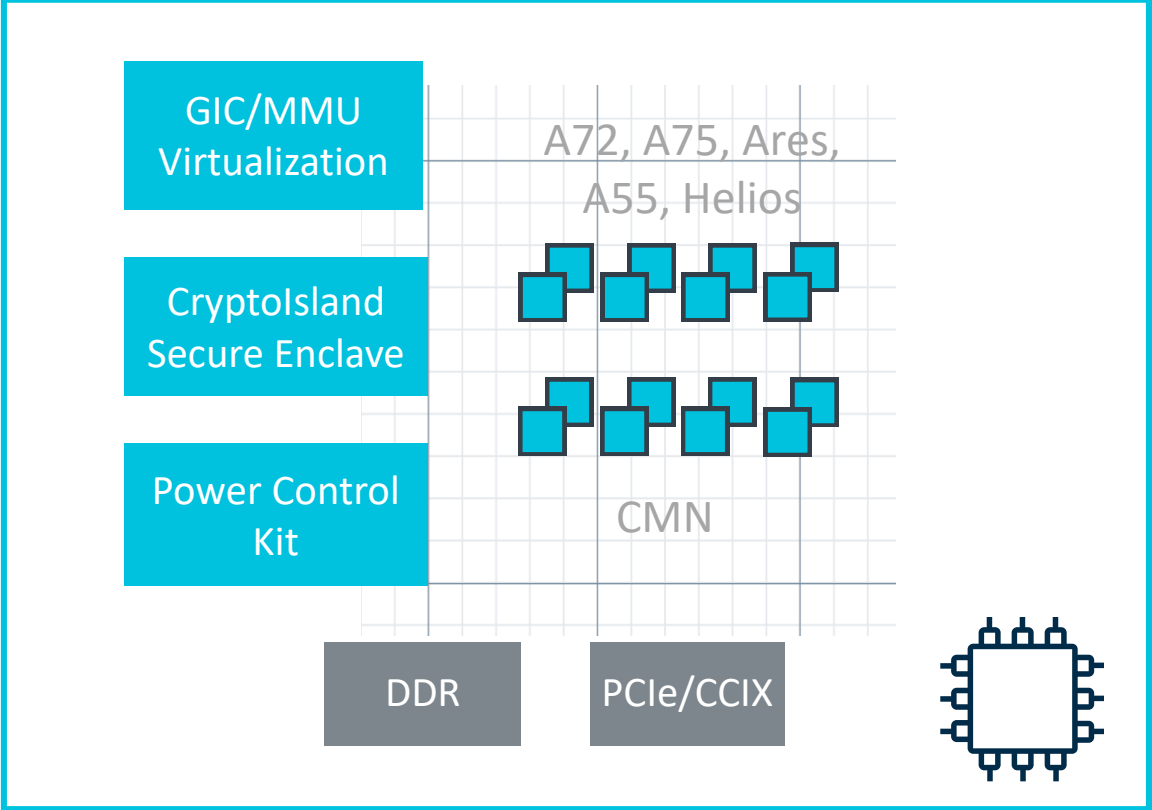 GIC/MMU
Virtualization
A72, A75, Ares,
A55, Helios
CryptoIsland
Secure Enclave
Power Control
Kit
CMN
DDR
PCIe/CCIX